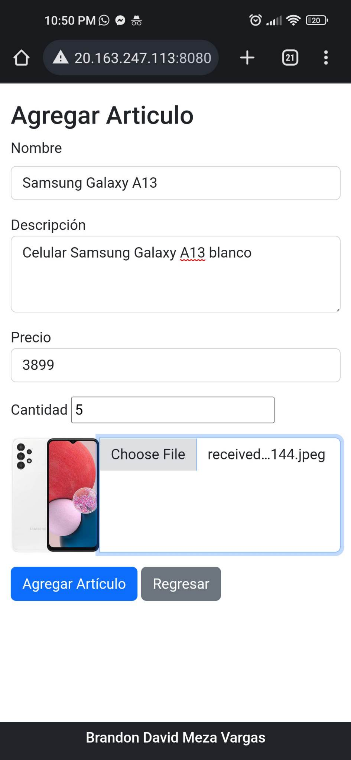 10:50 PM
20
20.163.247.113:8080
21
Agregar Articulo
Nombre
Samsung Galaxy A13
Descripción
Celular Samsung Galaxy A13 blanco
Precio
3899
Cantidad 5
Choose File received...144.jpeg
Agregar Artículo Regresar
Brandon David Meza Vargas